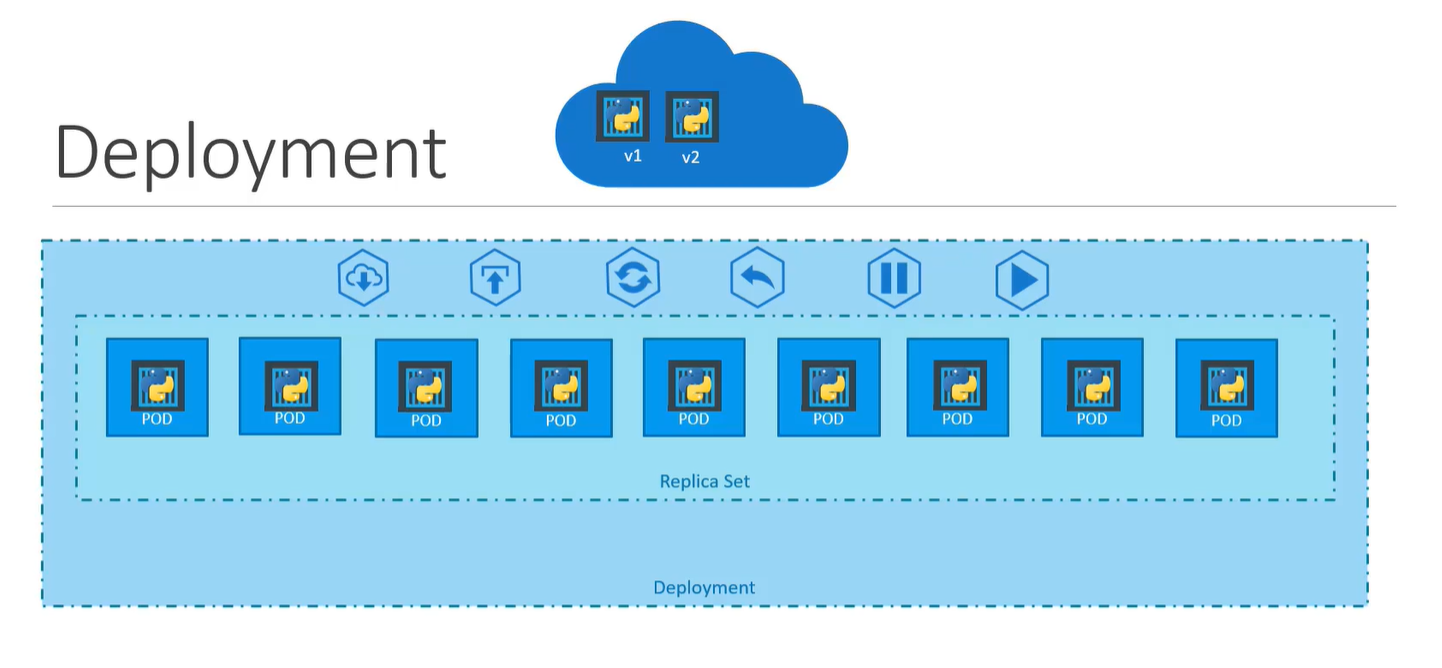 Deployment
v1 v2
POD POD POD POD POD POD POD POD POD
Replica Set
Deployment